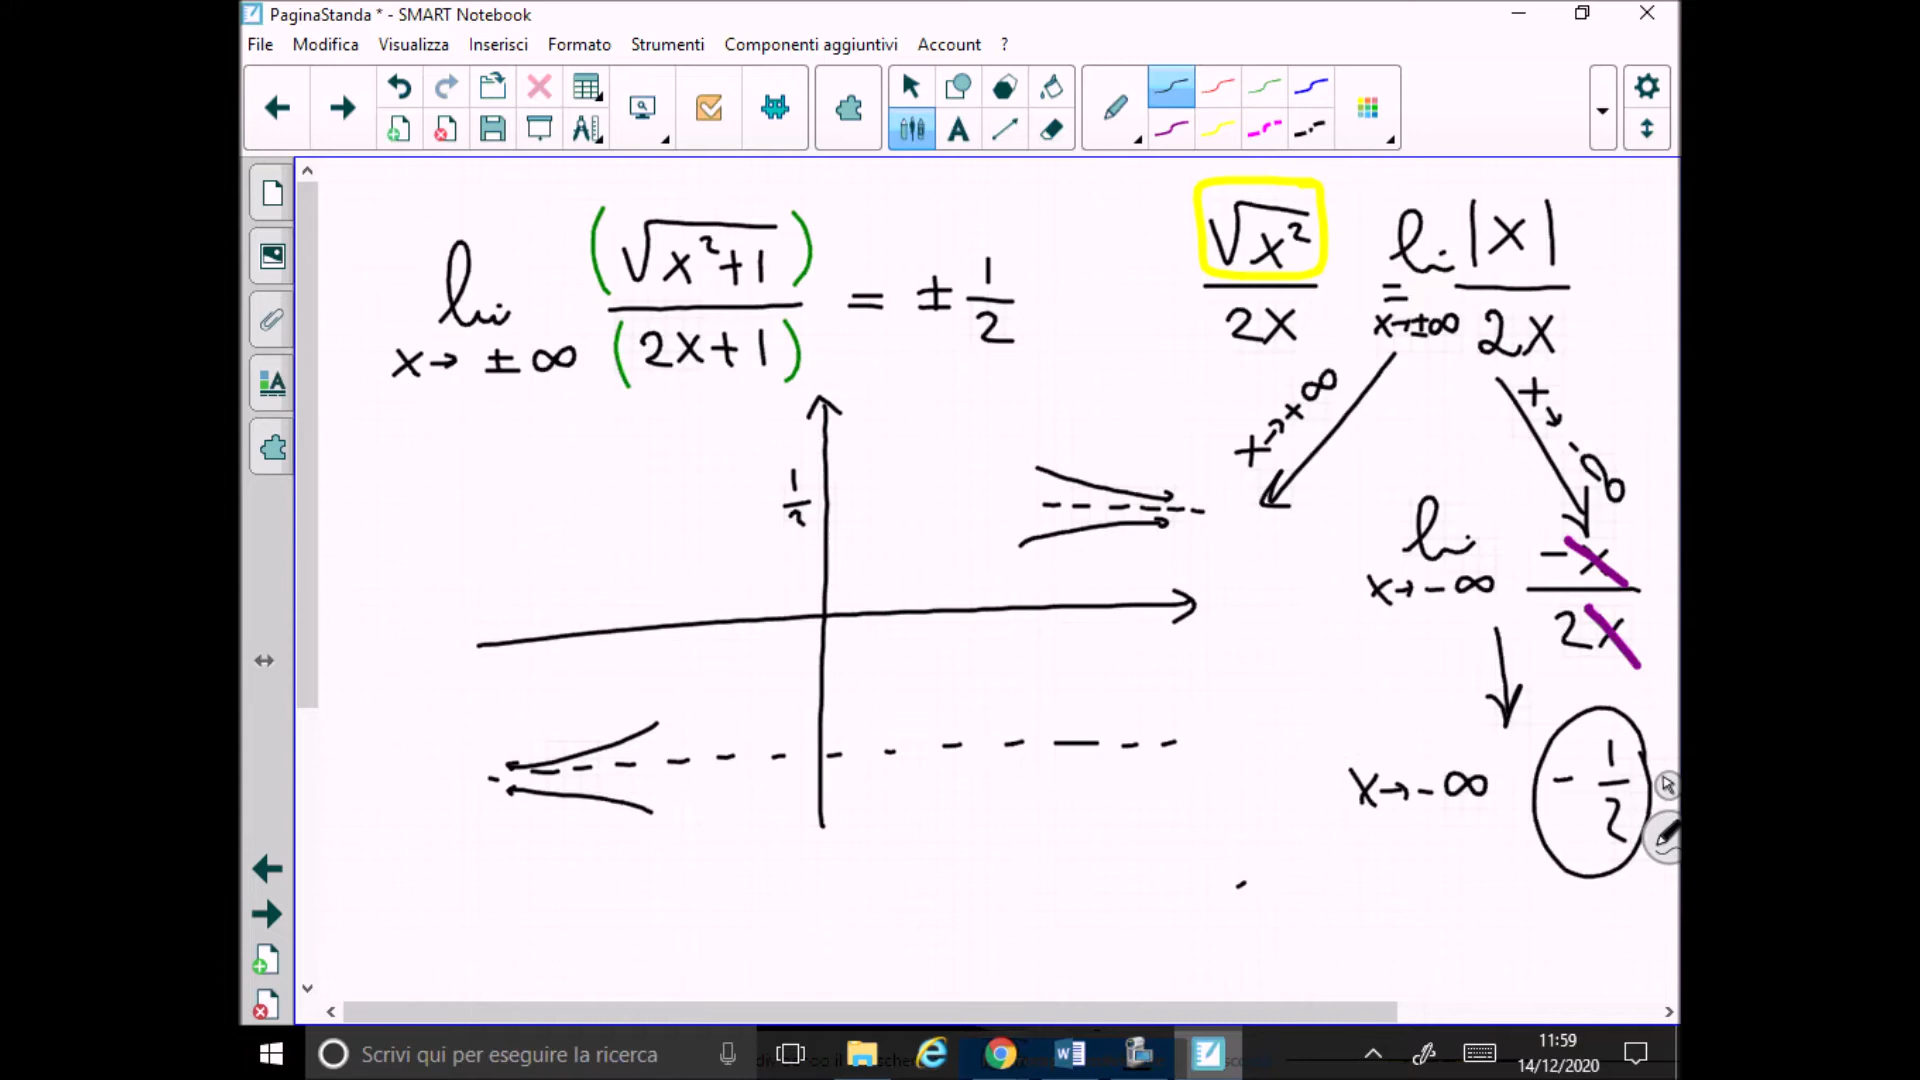 PaginaStanda * - SMART Notebook
File Modifica Visualizza Inserisci Formato Strumenti Componenti aggiuntivi Account ?
lim x→ ±∞ (√x²+1) / (2x+1) = ± 1/2
√x² / 2x = lim x→±∞ |x| / 2x
x→+∞
x→-∞
1/2
lim x→-∞ -x / 2x
x→-∞ -1/2
Scrivi qui per eseguire la ricerca
11:59
14/12/2020